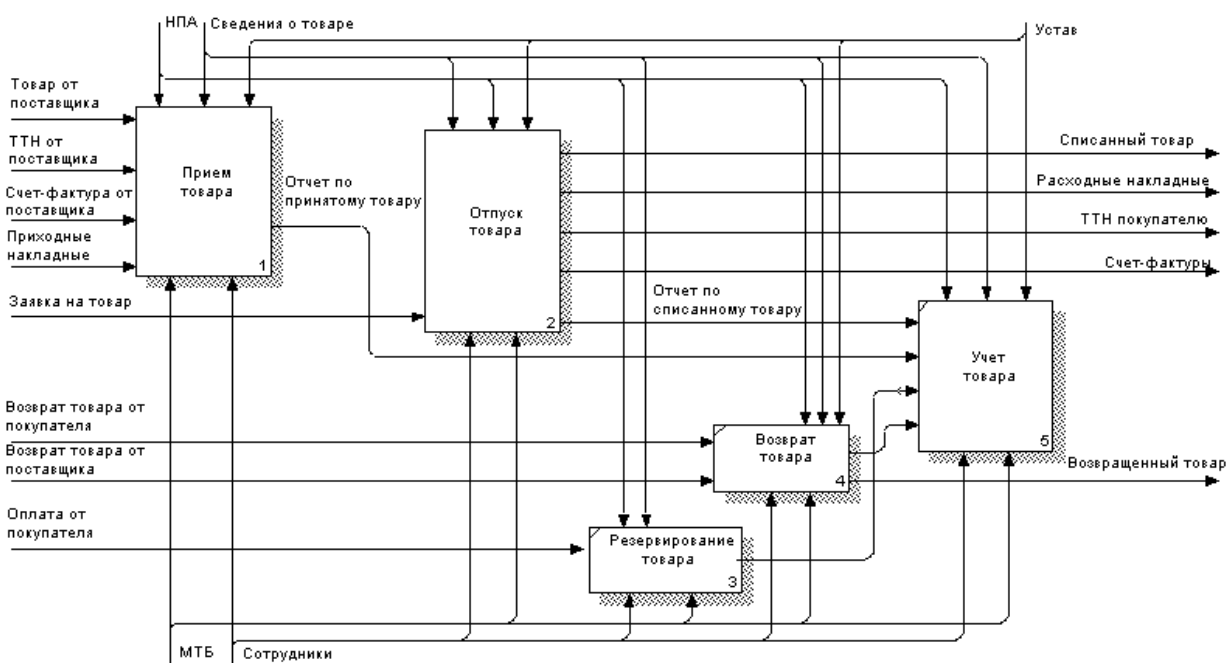 НПА
Сведения о товаре
Устав
Товар от
поставщика
ТТН от
поставщика
Счет-фактура от
поставщика
Приходные
накладные
Прием
товара
1
Отчет по
принятому товару
Заявка на товар
Отпуск
товара
2
Списанный товар
Расходные накладные
ТТН покупателю
Счет-фактуры
Отчет по
списанному товару
Учет
товара
5
Возврат товара от
покупателя
Возврат товара от
поставщика
Возврат
товара
4
Возвращенный товар
Оплата от
покупателя
Резервирование
товара
3
МТБ
Сотрудники